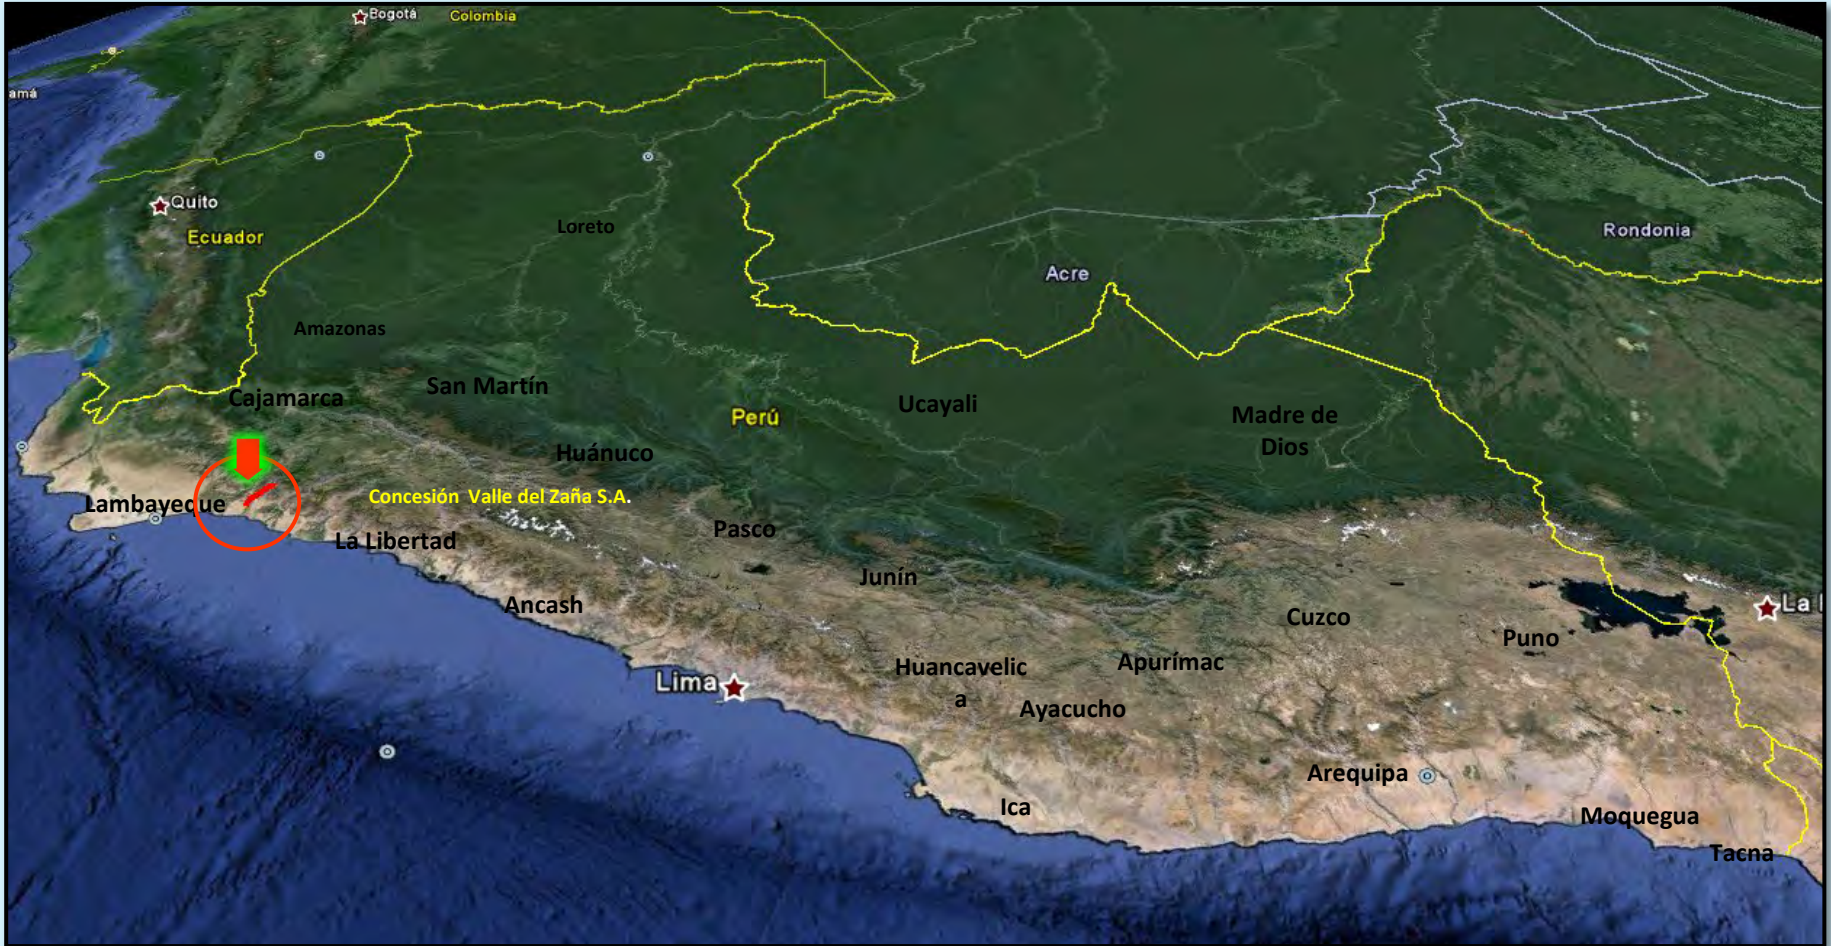 Bogotá
Colombia
amá
Quito
Ecuador
Loreto
Rondonia
Acre
Amazonas
San Martín
Cajamarca
Ucayali
Perú
Madre de
Dios
Huánuco
Lambayeque
Concesión Valle del Zaña S.A.
Pasco
La Libertad
Junín
Ancash
Cuzco
La
Puno
Huancavelic
a
Apurímac
Lima
Ayacucho
Arequipa
Ica
Moquegua
Tacna